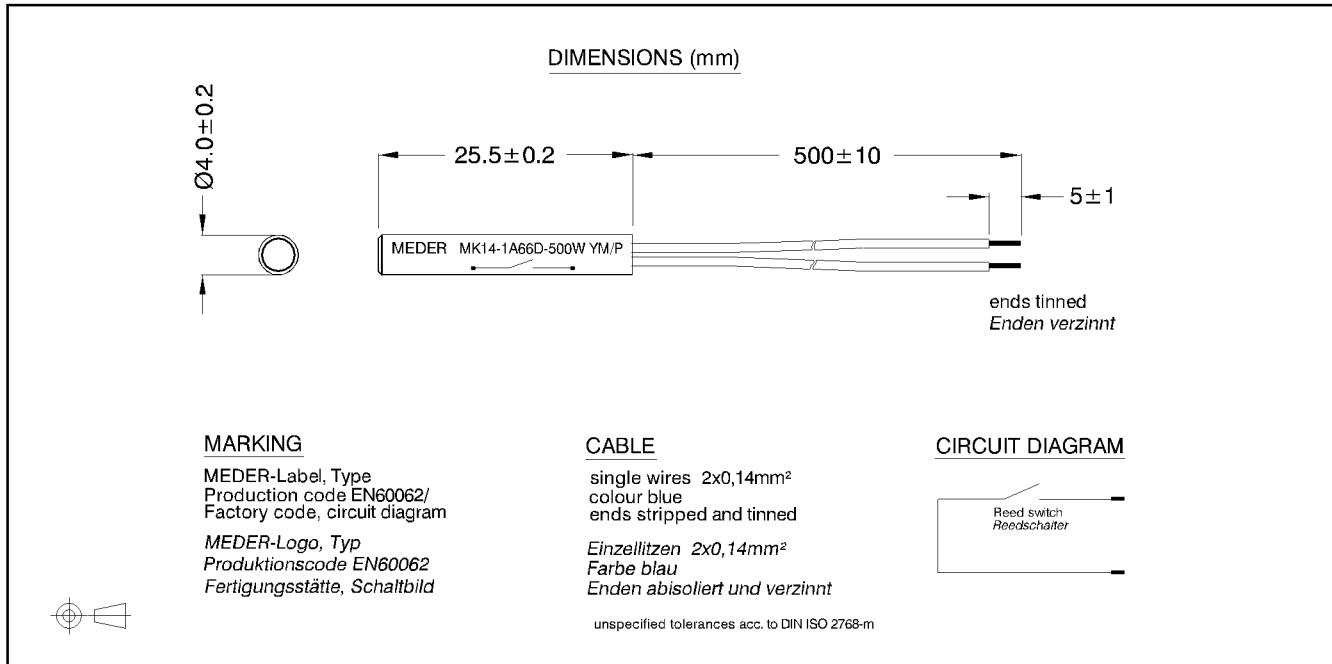 DIMENSIONS (mm)
Ø4.0±0.2
25.5±0.2
500±10
5±1
MEDER MK14-1A66D-500W YM/P
ends tinned
Enden verzinnt
MARKING
MEDER-Label, Type
Production code EN60062/
Factory code, circuit diagram
MEDER-Logo, Typ
Produktionscode EN60062
Fertigungsstätte, Schaltbild
CABLE
single wires 2x0,14mm²
colour blue
ends stripped and tinned
Einzellitzen 2x0,14mm²
Farbe blau
Enden abisoliert und verzinnt
unspecified tolerances acc. to DIN ISO 2768-m
CIRCUIT DIAGRAM
Reed switch
Reedschalter